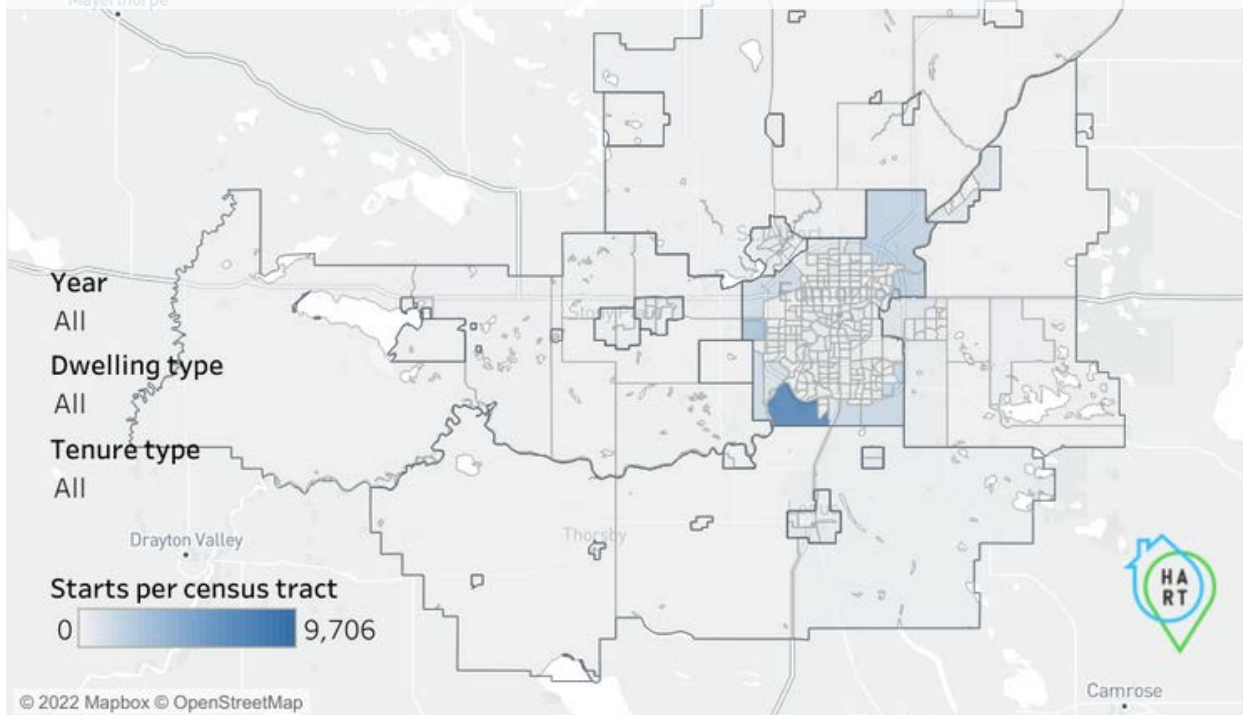 Mayerthorpe
Year
All
Dwelling type
All
Tenure type
All
Drayton Valley
Thorsby
Starts per census tract
0 9,706
HA
RT
© 2022 Mapbox © OpenStreetMap
Camrose